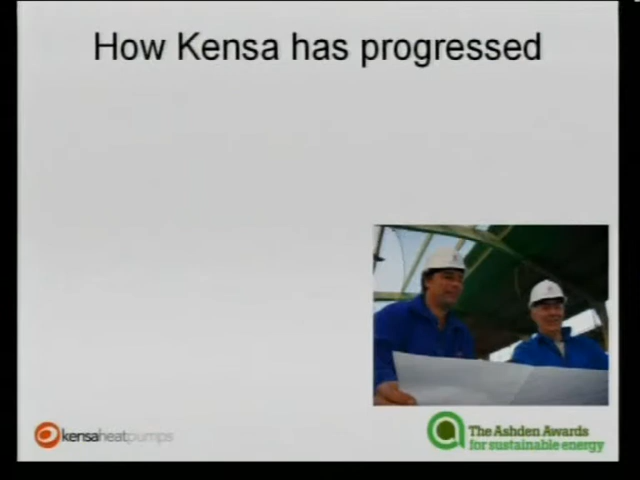 How Kensa has progressed
kensaheatpumps
The Ashden Awards
for sustainable energy